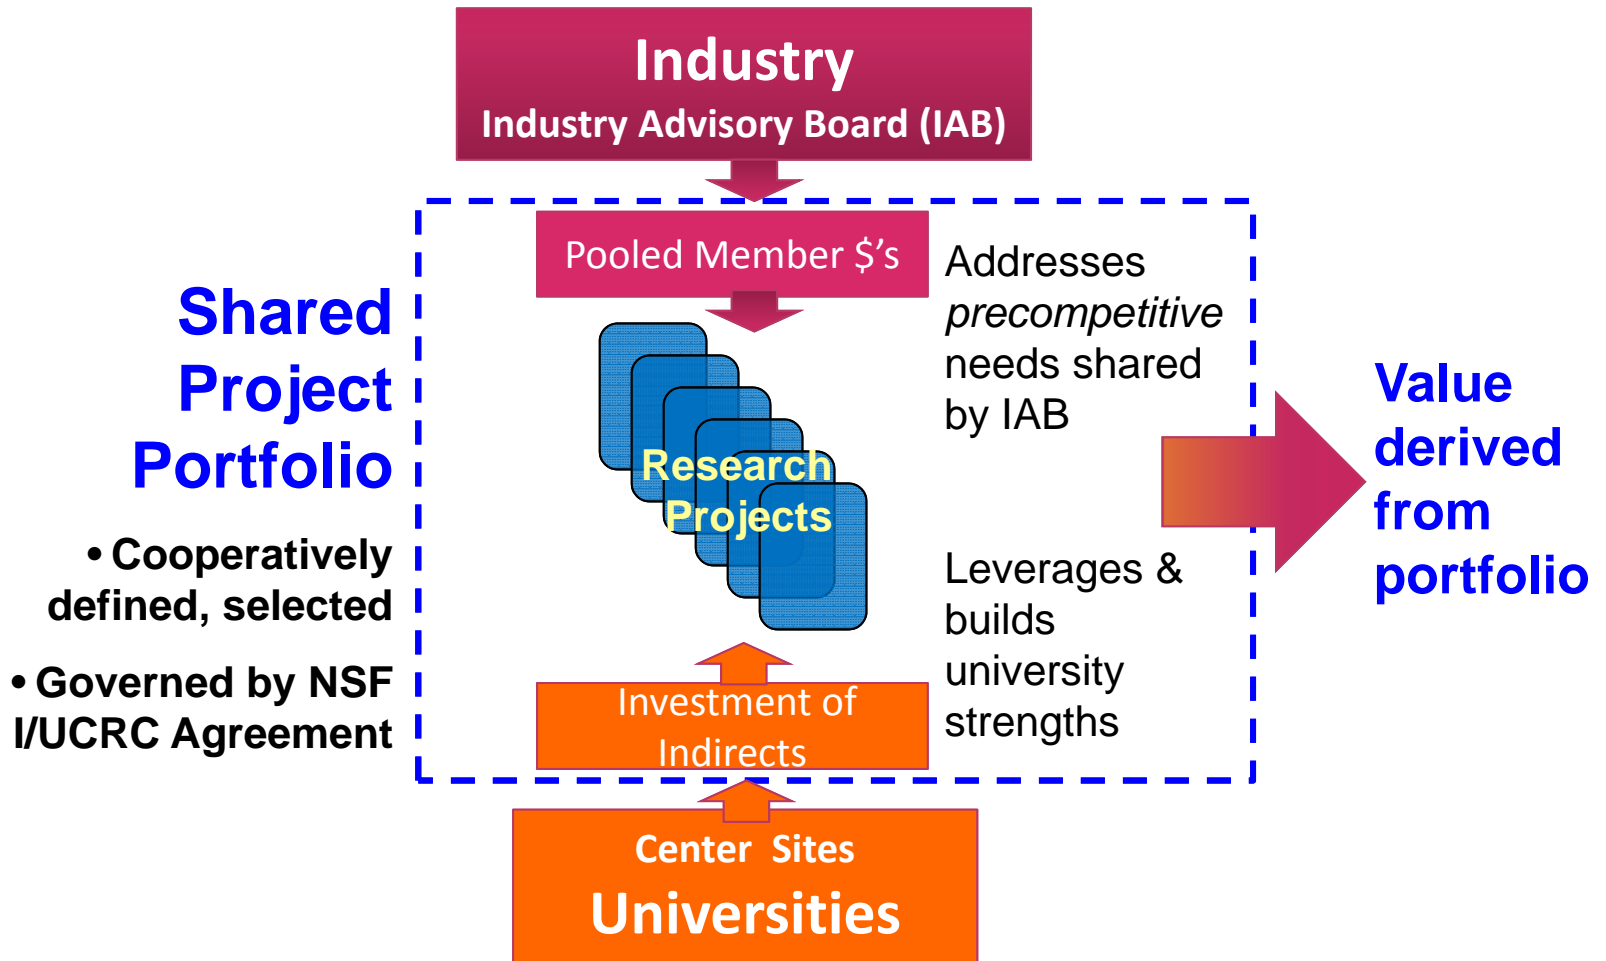 Industry
Industry Advisory Board (IAB)
Pooled Member $’s
Addresses
precompetitive
needs shared
by IAB
Shared
Project
Portfolio
• Cooperatively
defined, selected
• Governed by NSF
I/UCRC Agreement
Research
Projects
Value
derived
from
portfolio
Leverages &
builds
university
strengths
Investment of
Indirects
Center Sites
Universities